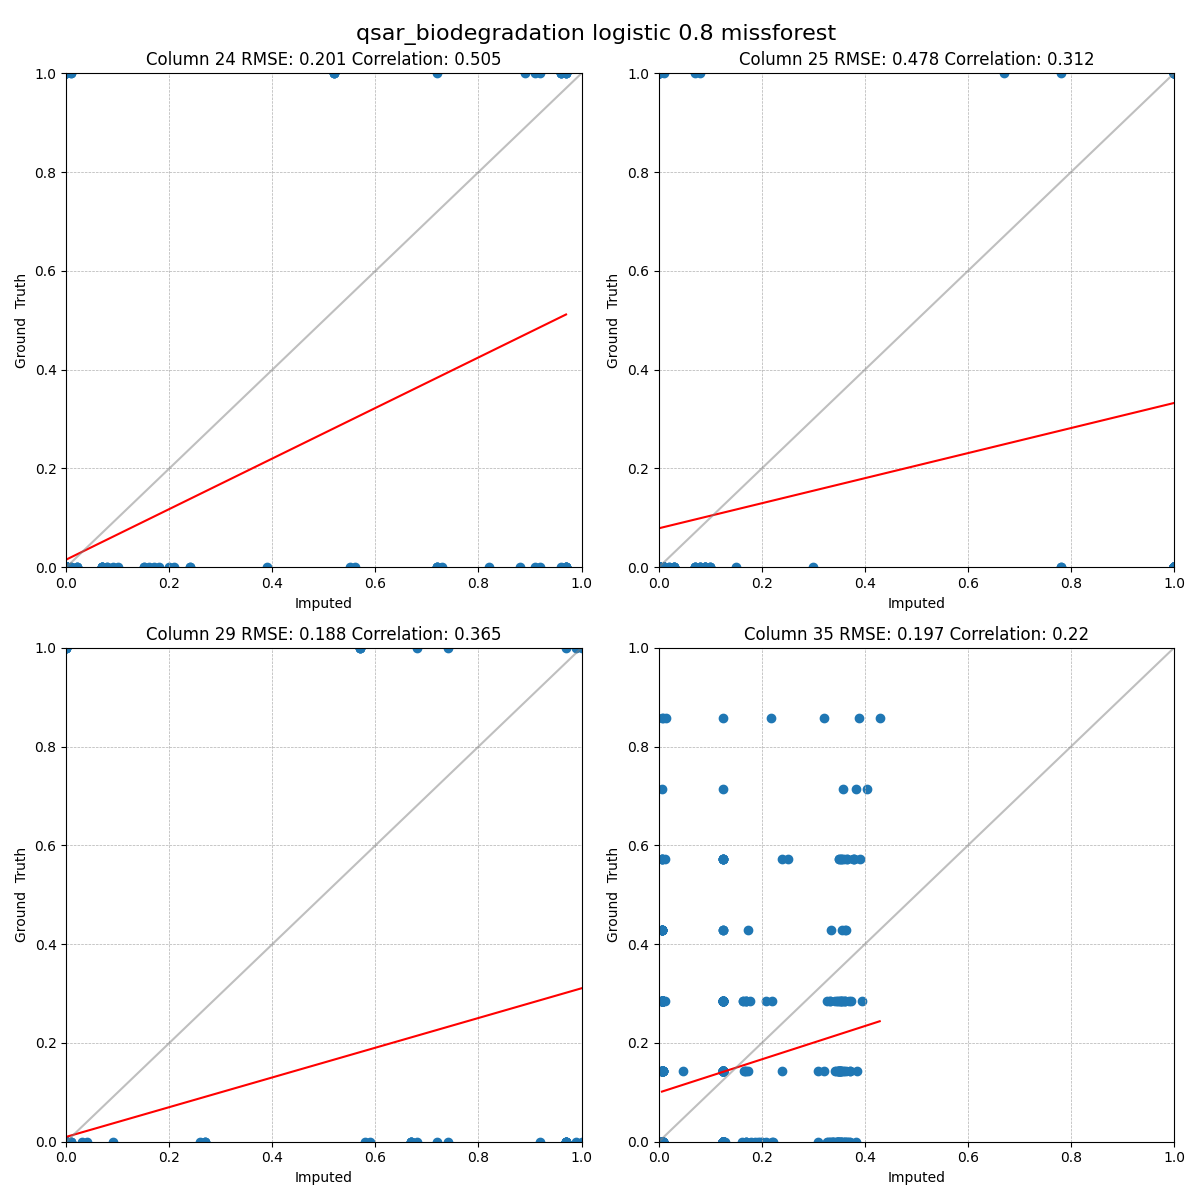 qsar_biodegradation logistic 0.8 missforest
Column 24 RMSE: 0.201 Correlation: 0.505
Column 25 RMSE: 0.478 Correlation: 0.312
1.0
0.8
0.6
0.4
0.2
0.0
Ground Truth
0.0 0.2 0.4 0.6 0.8 1.0
Imputed
1.0
0.8
0.6
0.4
0.2
0.0
Ground Truth
0.0 0.2 0.4 0.6 0.8 1.0
Imputed
Column 29 RMSE: 0.188 Correlation: 0.365
Column 35 RMSE: 0.197 Correlation: 0.22
1.0
0.8
0.6
0.4
0.2
0.0
Ground Truth
0.0 0.2 0.4 0.6 0.8 1.0
Imputed
1.0
0.8
0.6
0.4
0.2
0.0
Ground Truth
0.0 0.2 0.4 0.6 0.8 1.0
Imputed